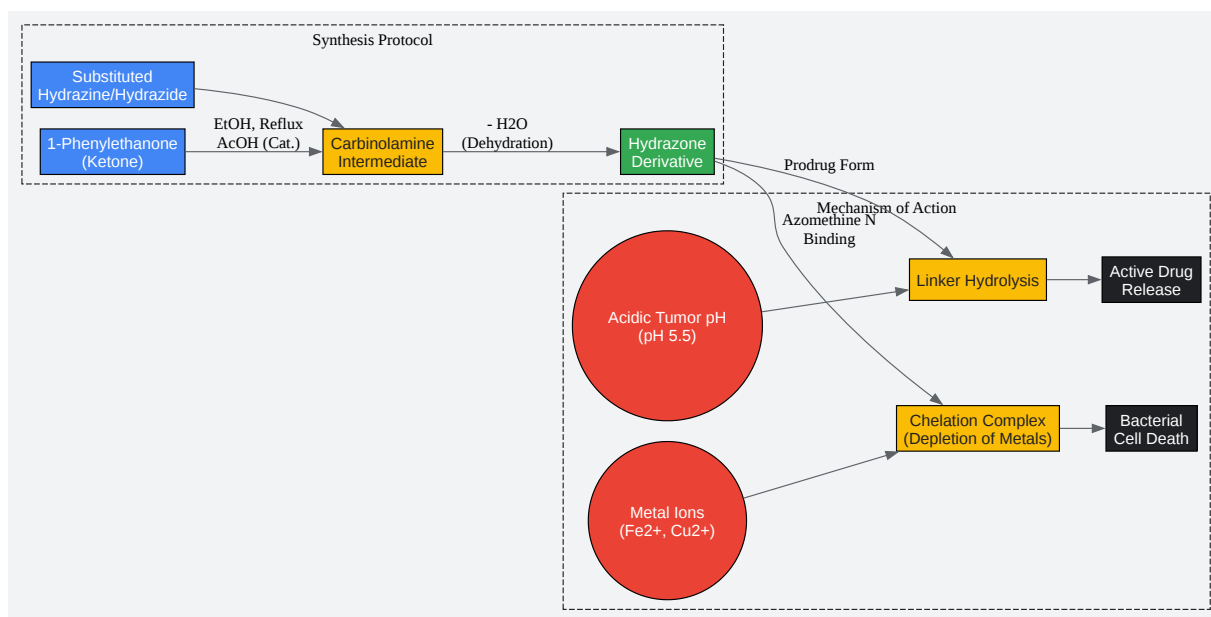 Synthesis Protocol
Substituted
Hydrazine/Hydrazide
1-Phenylethanone
(Ketone)
EtOH, Reflux
AcOH (Cat.)
Carbinolamine
Intermediate
- H2O
(Dehydration)
Hydrazone
Derivative
Prodrug Form
Mechanism of Action
Azomethine N
Binding
Acidic Tumor pH
(pH 5.5)
Linker Hydrolysis
Active Drug
Release
Metal Ions
(Fe2+, Cu2+)
Chelation Complex
(Depletion of Metals)
Bacterial
Cell Death